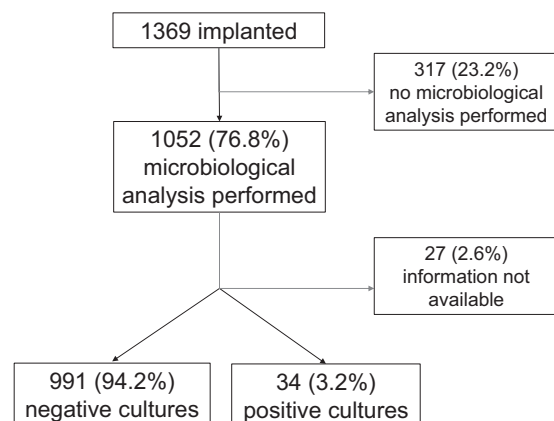 1369 implanted
317 (23.2%)
no microbiological
analysis performed
1052 (76.8%)
microbiological
analysis performed
27 (2.6%)
information not
available
991 (94.2%)
negative cultures
34 (3.2%)
positive cultures